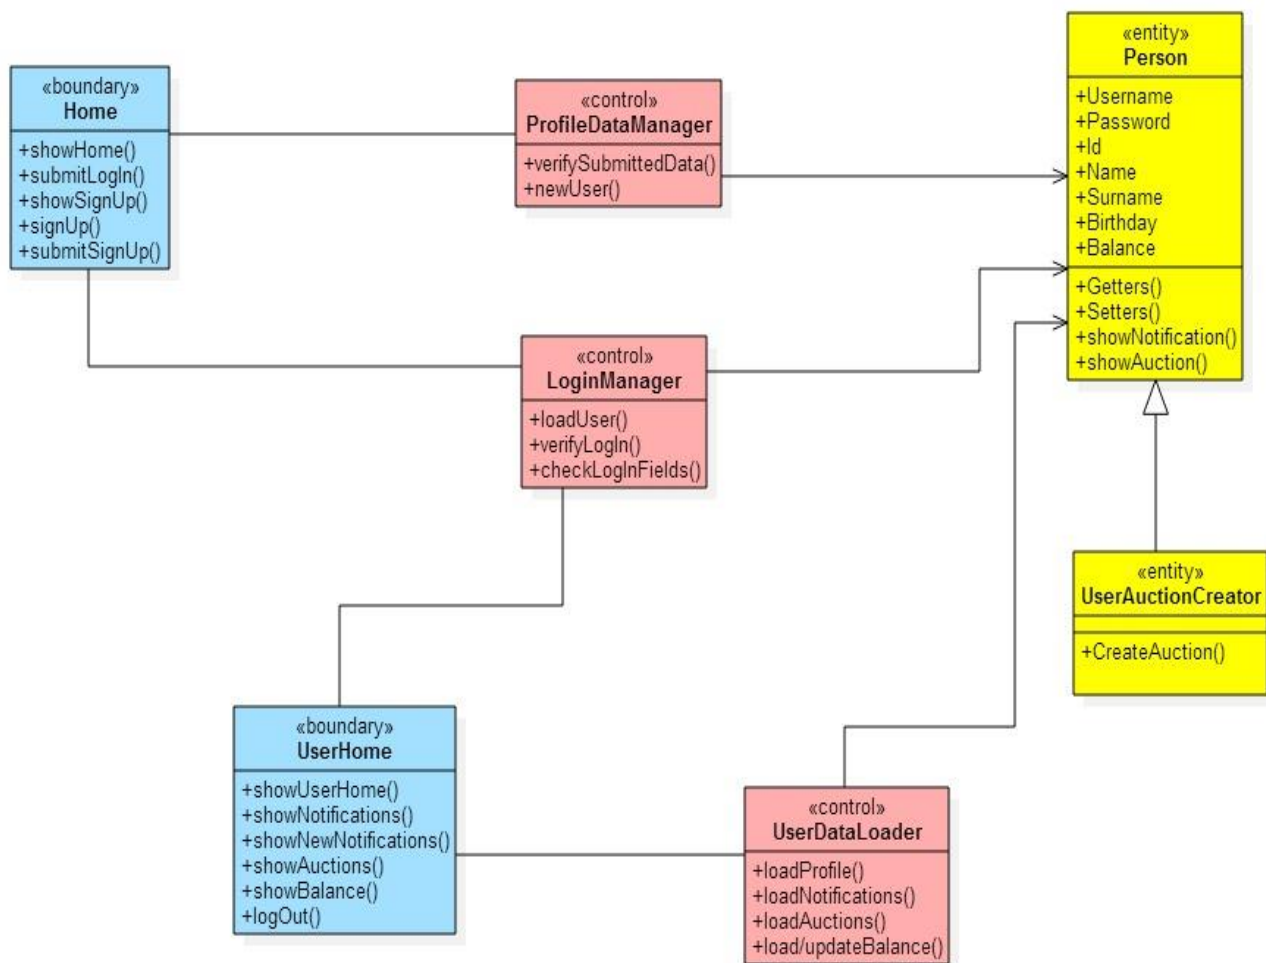 «boundary»
Home
+showHome()
+submitLogIn()
+showSignUp()
+signUp()
+submitSignUp()
«control»
ProfileDataManager
+verifySubmittedData()
+newUser()
«entity»
Person
+Username
+Password
+Id
+Name
+Surname
+Birthday
+Balance
+Getters()
+Setters()
+showNotification()
+showAuction()
«control»
LoginManager
+loadUser()
+verifyLogIn()
+checkLogInFields()
«entity»
UserAuctionCreator
+CreateAuction()
«boundary»
UserHome
+showUserHome()
+showNotifications()
+showNewNotifications()
+showAuctions()
+showBalance()
+logOut()
«control»
UserDataLoader
+loadProfile()
+loadNotifications()
+loadAuctions()
+load/updateBalance()